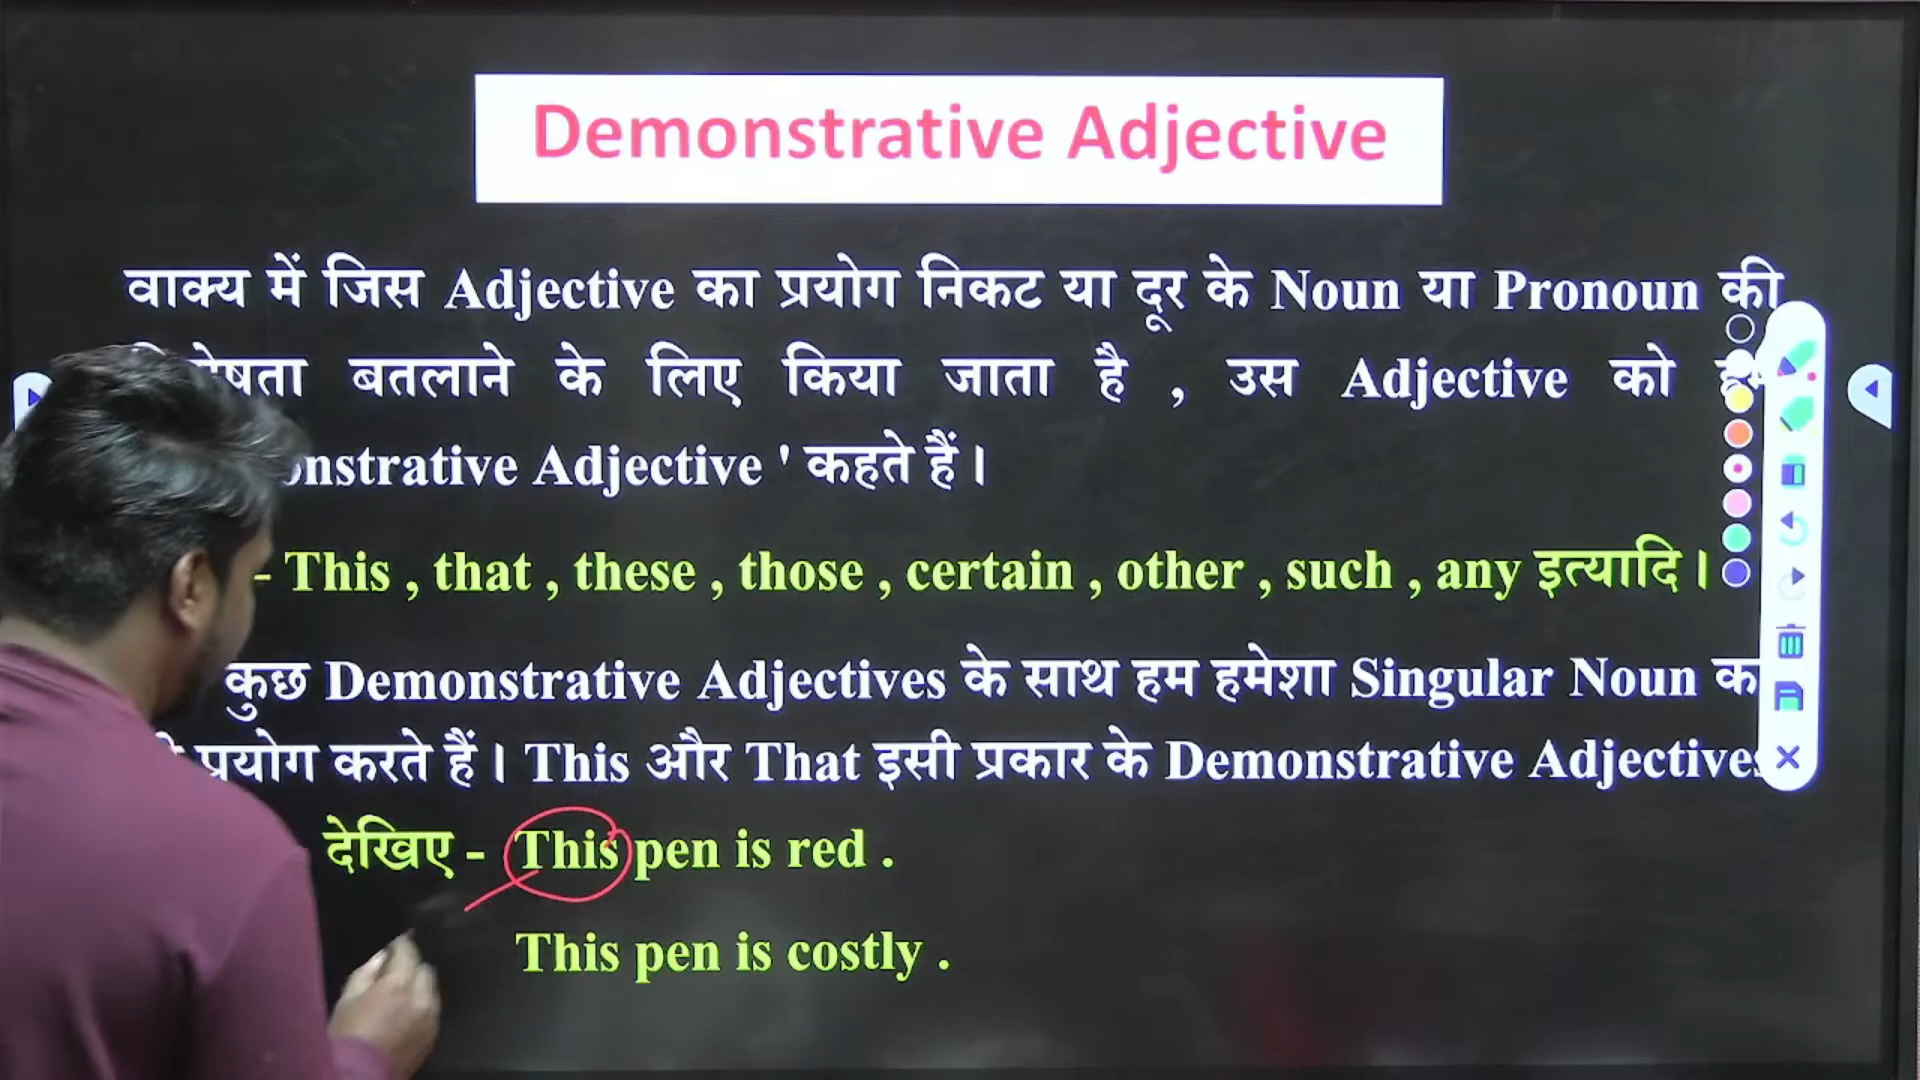 Demonstrative Adjective
वाक्य में जिस Adjective का प्रयोग निकट या दूर के Noun या Pronoun की
बतलाने के लिए किया जाता है , उस Adjective को
Adjective ' कहते हैं।
- This , that , these , those , certain , other , such , any इत्यादि।
कुछ Demonstrative Adjectives के साथ हम हमेशा Singular Noun
प्रयोग करते हैं। This और That इसी प्रकार के Demonstrative Adjectives
देखिए - This pen is red .
This pen is costly .